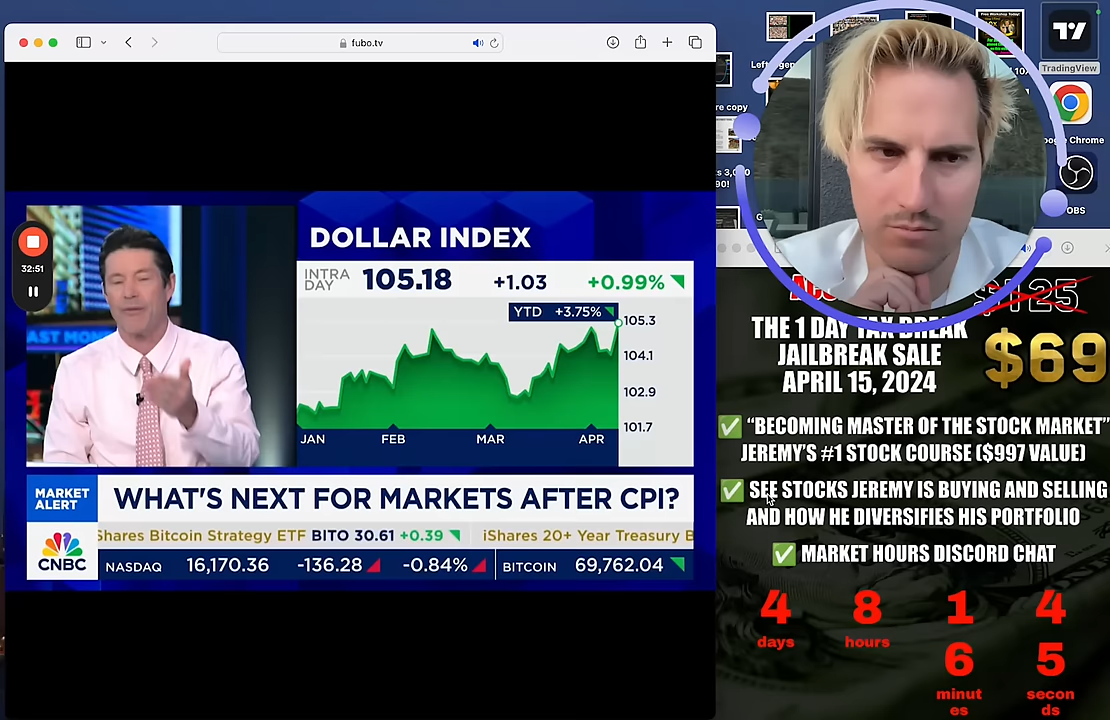 fubo.tv
TradingView
re copy
Chrome
OBS
32:51
AST MON
DOLLAR INDEX
INTRA DAY 105.18 +1.03 +0.99%
YTD +3.75%
105.3
104.1
102.9
101.7
JAN FEB MAR APR
MARKET ALERT
WHAT'S NEXT FOR MARKETS AFTER CPI?
Shares Bitcoin Strategy ETF BITO 30.61 +0.39 iShares 20+ Year Treasury B
CNBC
NASDAQ 16,170.36 -136.28 -0.84% BITCOIN 69,762.04
$125
THE 1 DAY TAX BREAK
JAILBREAK SALE
APRIL 15, 2024
$69
✅ “BECOMING MASTER OF THE STOCK MARKET”
JEREMY’S #1 STOCK COURSE ($997 VALUE)
✅ SEE STOCKS JEREMY IS BUYING AND SELLING
AND HOW HE DIVERSIFIES HIS PORTFOLIO
✅ MARKET HOURS DISCORD CHAT
4 8 1 4
days hours 6 5
minut secon
es ds